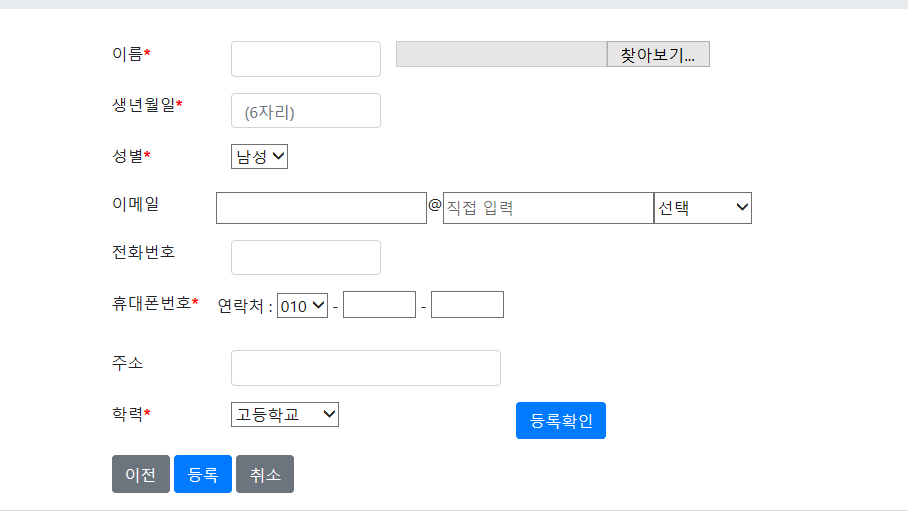 이름* 찾아보기...
생년월일* (6자리)
성별* 남성
이메일 @ 직접 입력 선택
전화번호
휴대폰번호* 연락처 : 010 - -
주소
학력* 고등학교 등록확인
이전 등록 취소